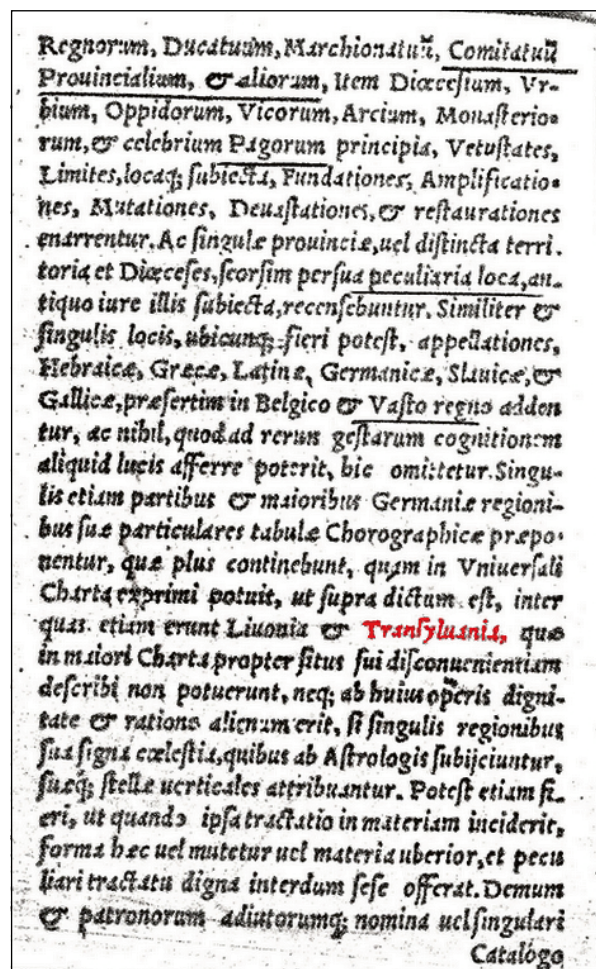 Regnorum, Ducatuum, Marchionatuũ, Comitatuũ
Prouincialium, & aliorum, Item Diœceſium, Vr-
bium, Oppidorum, Vicorum, Arcium, Monaſterio-
rum, & celebrium Pagorum principia, Vetuſtates,
Limites, locaq; ſubiecta, Fundationes, Amplificatio-
nes, Mutationes, Deuaſtationes, & reſtaurationes
enarrentur. Ac ſingulæ prouinciæ, uel diſtincta terri-
toria et Diœceſes, ſeorſim per ſua peculiaria loca, an-
tiquo iure illis ſubiecta, recenſebuntur. Similiter &
ſingulis locis, ubicunq; fieri poteſt, appellationes,
Hebraicæ, Græcæ, Latinæ, Germanicæ, Slauicæ, &
Gallicæ, præſertim in Belgico & Vaſto regno adden
tur, ac nihil, quod ad rerum geſtarum cognitionem
aliquid lucis afferre poterit, hic omittetur. Singu-
lis etiam partibus & maioribus Germaniæ regioni-
bus ſuæ particulares tabulæ Chorographicæ præpo-
nentur, quæ plus continebunt, quam in Vniuerſali
Charta exprimi potuit, ut ſupra dictum eſt, inter
quas etiam erunt Liuonia & Tranſyluania, quæ
in maiori Charta propter ſitus ſui diſconuenientiam
deſcribi non potuerunt, neq; ab huius operis digni-
tate & ratione alienum erit, ſi ſingulis regionibus
ſua ſigna cœleſtia, quibus ab Aſtrologis ſubijciuntur,
ſuæq; ſtellæ uerticales attribuantur. Poteſt etiam fi-
eri, ut quando ipſa tractatio in materiam inciderit,
forma hæc uel mutetur uel materia uberior, et pecu
liari tractatu digna interdum ſeſe offerat. Demum
& patronorum adiutorumq; nomina uel ſingulari
Catalogo